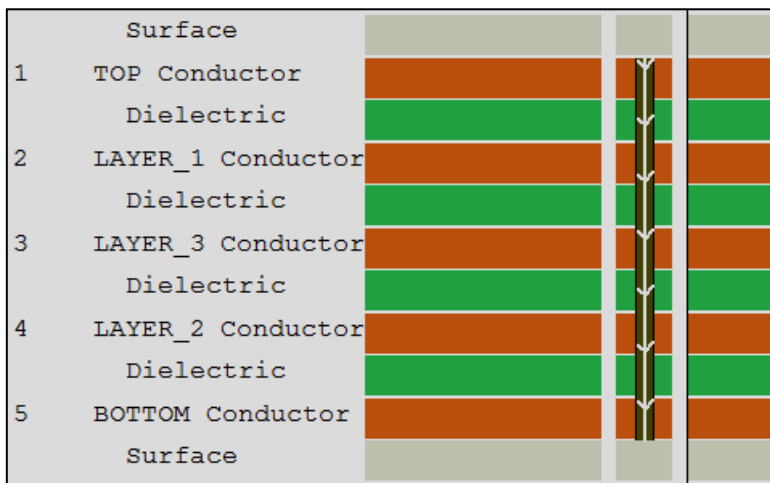 Surface
1 TOP Conductor
Dielectric
2 LAYER_1 Conductor
Dielectric
3 LAYER_3 Conductor
Dielectric
4 LAYER_2 Conductor
Dielectric
5 BOTTOM Conductor
Surface